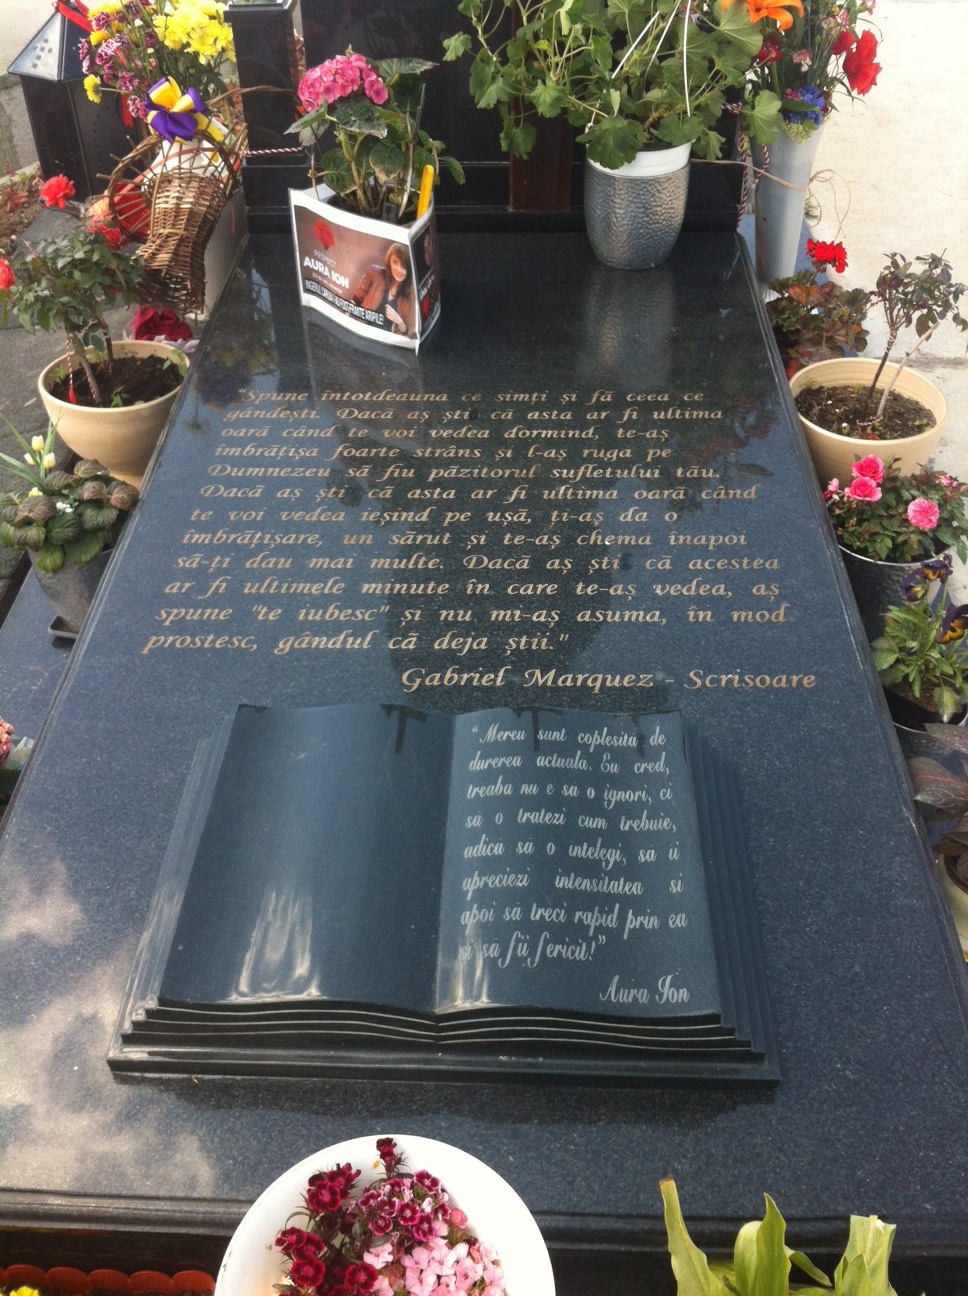 RESPECT
AURA ION
"Spune întotdeauna ce simți și fă ceea ce
gândești. Dacă aș ști că asta ar fi ultima
oară când te voi vedea dormind, te-aș
îmbrățișa foarte strâns și l-aș ruga pe
Dumnezeu să fiu păzitorul sufletului tău.
Dacă aș ști că asta ar fi ultima oară când
te voi vedea ieșind pe ușă, ți-aș da o
îmbrățișare, un sărut și te-aș chema înapoi
să-ți dau mai multe. Dacă aș ști că acestea
ar fi ultimele minute în care te-aș vedea, aș
spune "te iubesc" și nu mi-aș asuma, în mod
prostesc, gândul că deja știi."
Gabriel Marquez - Scrisoare
"Mereu sunt coplesita de
durerea actuala. Eu cred,
treaba nu e sa o ignori, ci
sa o tratezi cum trebuie,
adică să o intelegi, să ii
apreciezi intensitatea si
apoi să treci rapid prin ea
si să fii fericit!"
Aura Ion